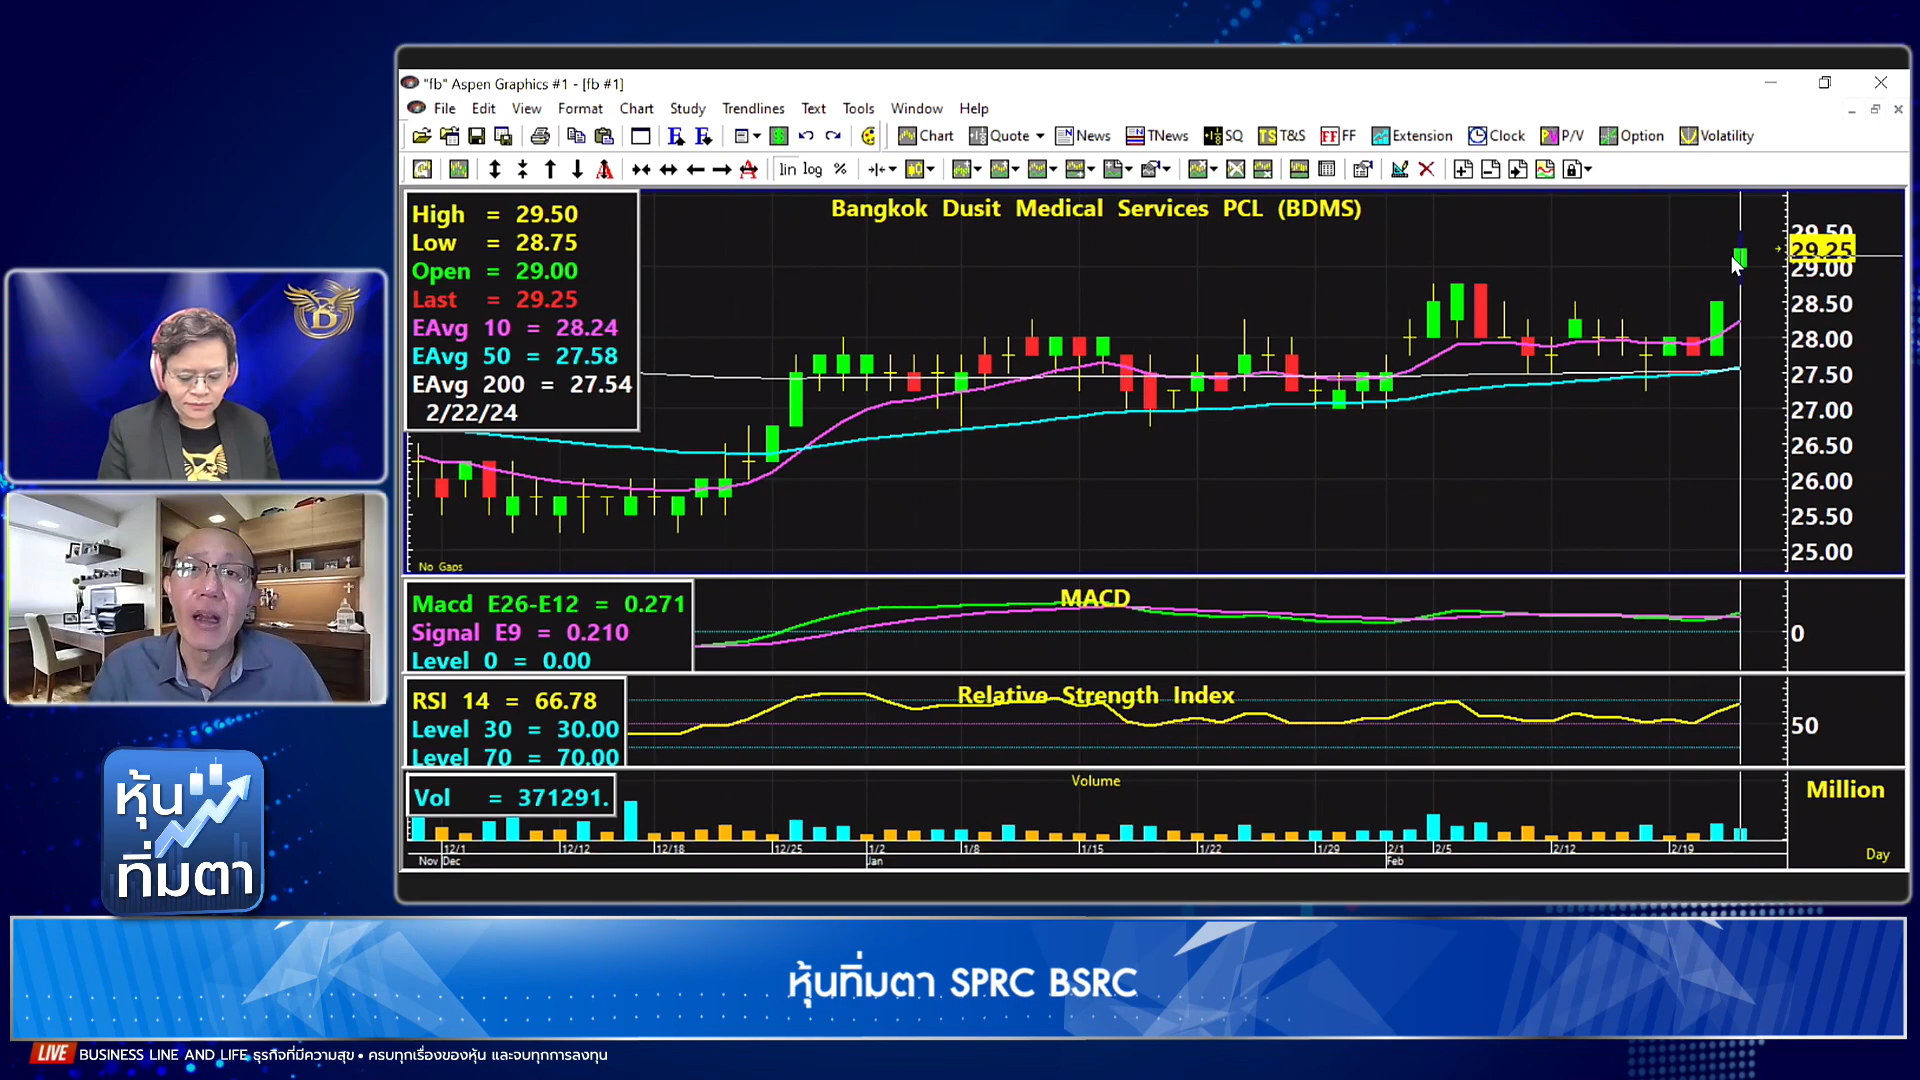 "fb" Aspen Graphics #1 - [fb #1]
File Edit View Format Chart Study Trendlines Text Tools Window Help
Chart Quote News TNews SQ TS T&S FF FF Extension Clock P/V Option Volatility
lin log %
Bangkok Dusit Medical Services PCL (BDMS)
High = 29.50
Low = 28.75
Open = 29.00
Last = 29.25
EAvg 10 = 28.24
EAvg 50 = 27.58
EAvg 200 = 27.54
2/22/24
29.50
29.25
29.00
28.50
28.00
27.50
27.00
26.50
26.00
25.50
25.00
No Gaps
MACD
Macd E26-E12 = 0.271
Signal E9 = 0.210
Level 0 = 0.00
0
Relative Strength Index
RSI 14 = 66.78
Level 30 = 30.00
Level 70 = 70.00
50
Volume
Vol = 371291.
Million
12/1 12/12 12/18 12/25 1/2 1/8 1/15 1/22 1/29 2/1 2/5 2/12 2/19
Nov Dec Jan Feb
Day
หุ้น
ที่มตา
หุ้นทิ่มตา SPRC BSRC
LIVE BUSINESS LINE AND LIFE ธุรกิจที่มีความสุข • ครบทุกเรื่องของหุ้น และจบทุกการลงทุน